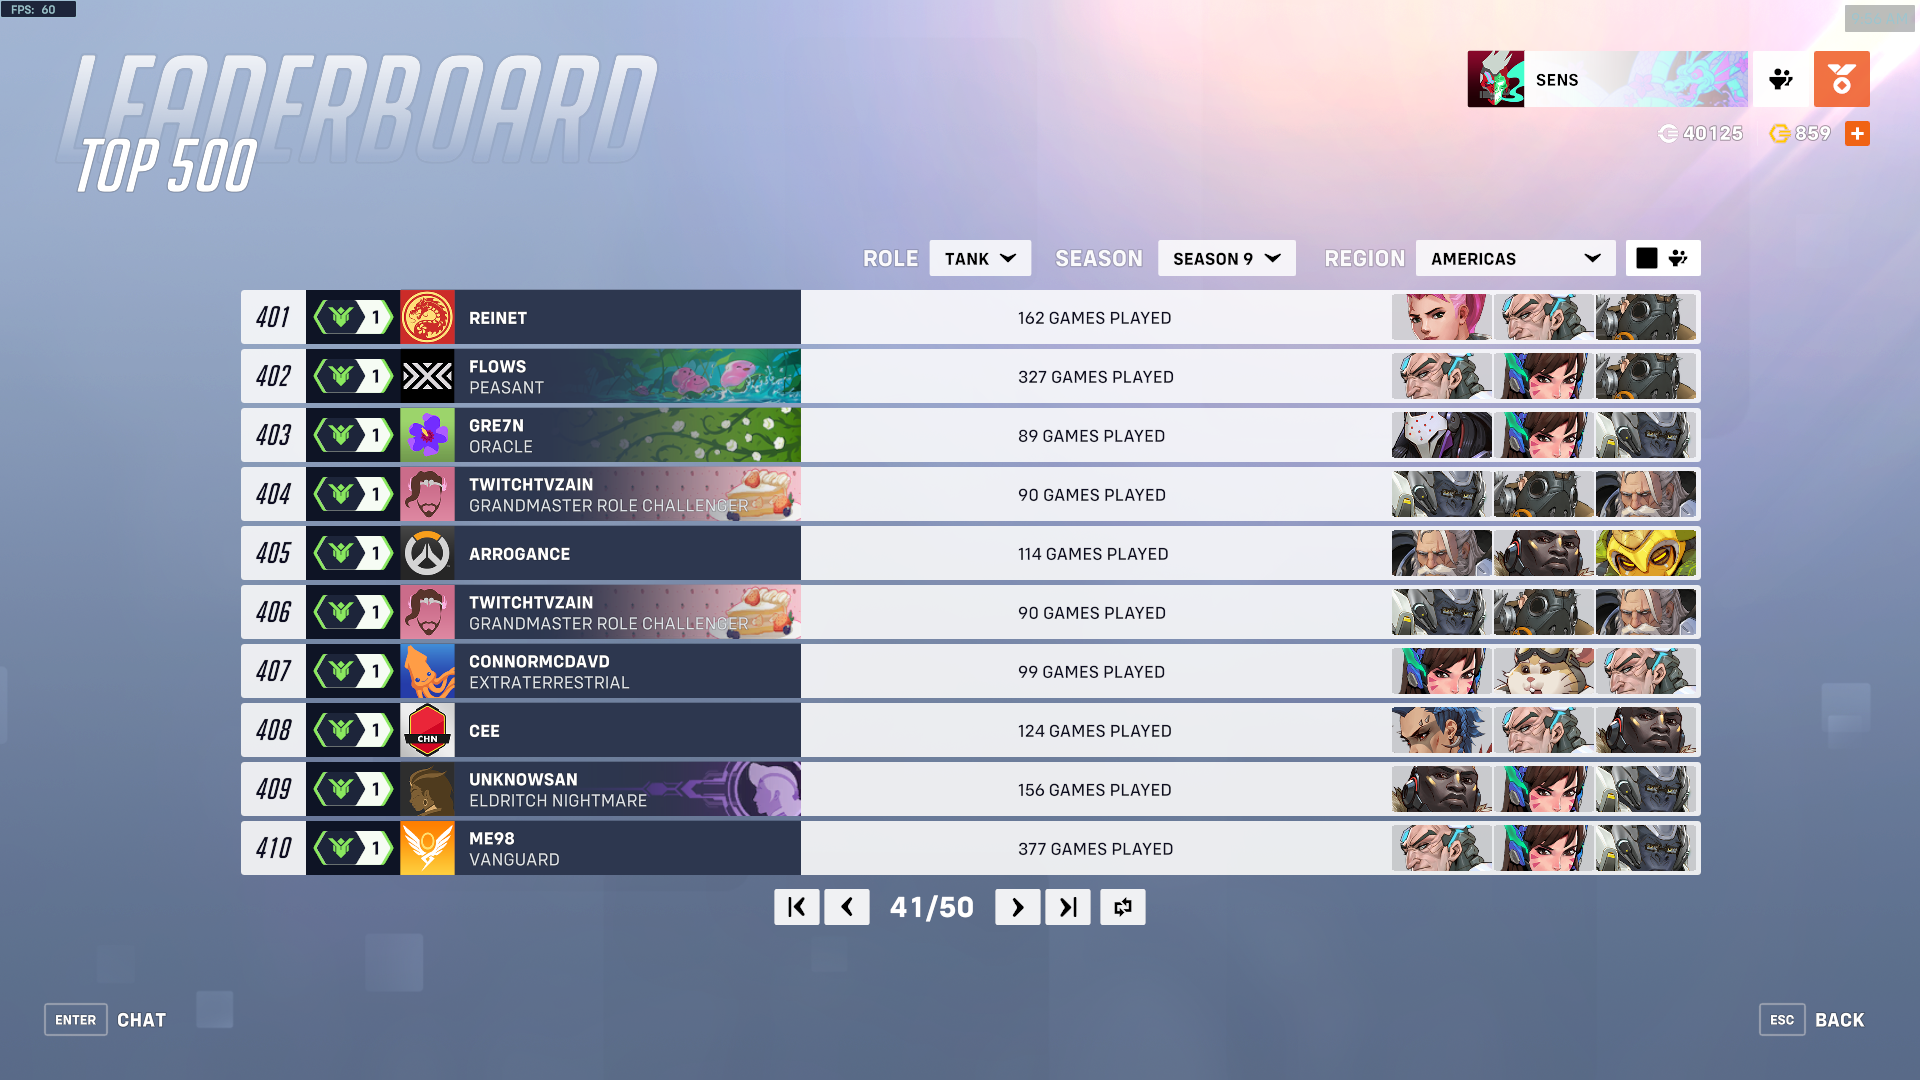 FPS: 60
LEADERBOARD
TOP 500
SENS
40125 859
ROLE TANK SEASON SEASON 9 REGION AMERICAS
401 1 REINET 162 GAMES PLAYED
402 1 FLOWS 327 GAMES PLAYED
PEASANT
403 1 GRE7N 89 GAMES PLAYED
ORACLE
404 1 TWITCHTVZAIN 90 GAMES PLAYED
GRANDMASTER ROLE CHALLENGER
405 1 ARROGANCE 114 GAMES PLAYED
406 1 TWITCHTVZAIN 90 GAMES PLAYED
GRANDMASTER ROLE CHALLENGER
407 1 CONNORMCDAVD 99 GAMES PLAYED
EXTRATERRESTRIAL
408 1 CHN CEE 124 GAMES PLAYED
409 1 UNKNOWSAN 156 GAMES PLAYED
ELDRITCH NIGHTMARE
410 1 ME98 377 GAMES PLAYED
VANGUARD
41/50
ENTER CHAT
ESC BACK